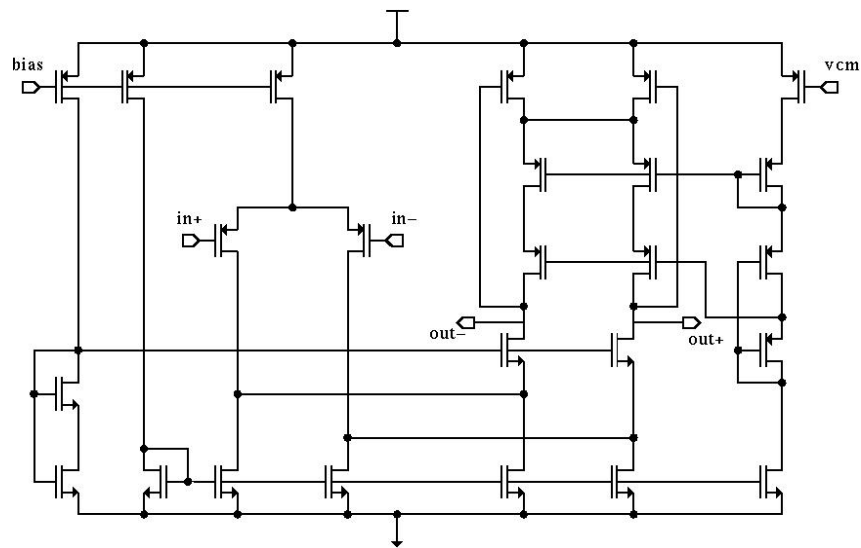 bias
vcm
in+
in−
out−
out+